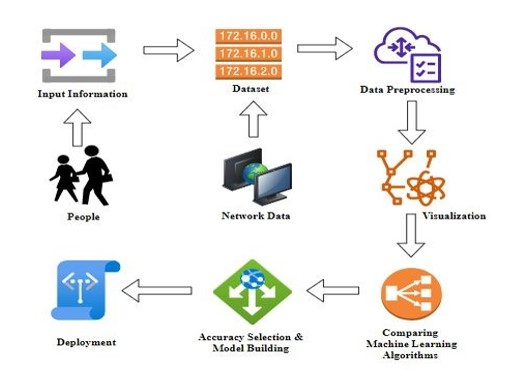 172.16.0.0
172.16.1.0
172.16.2.0
Input Information
Dataset
Data Preprocessing
People
Network Data
Visualization
Deployment
Accuracy Selection &
Model Building
Comparing
Machine Learning
Algorithms